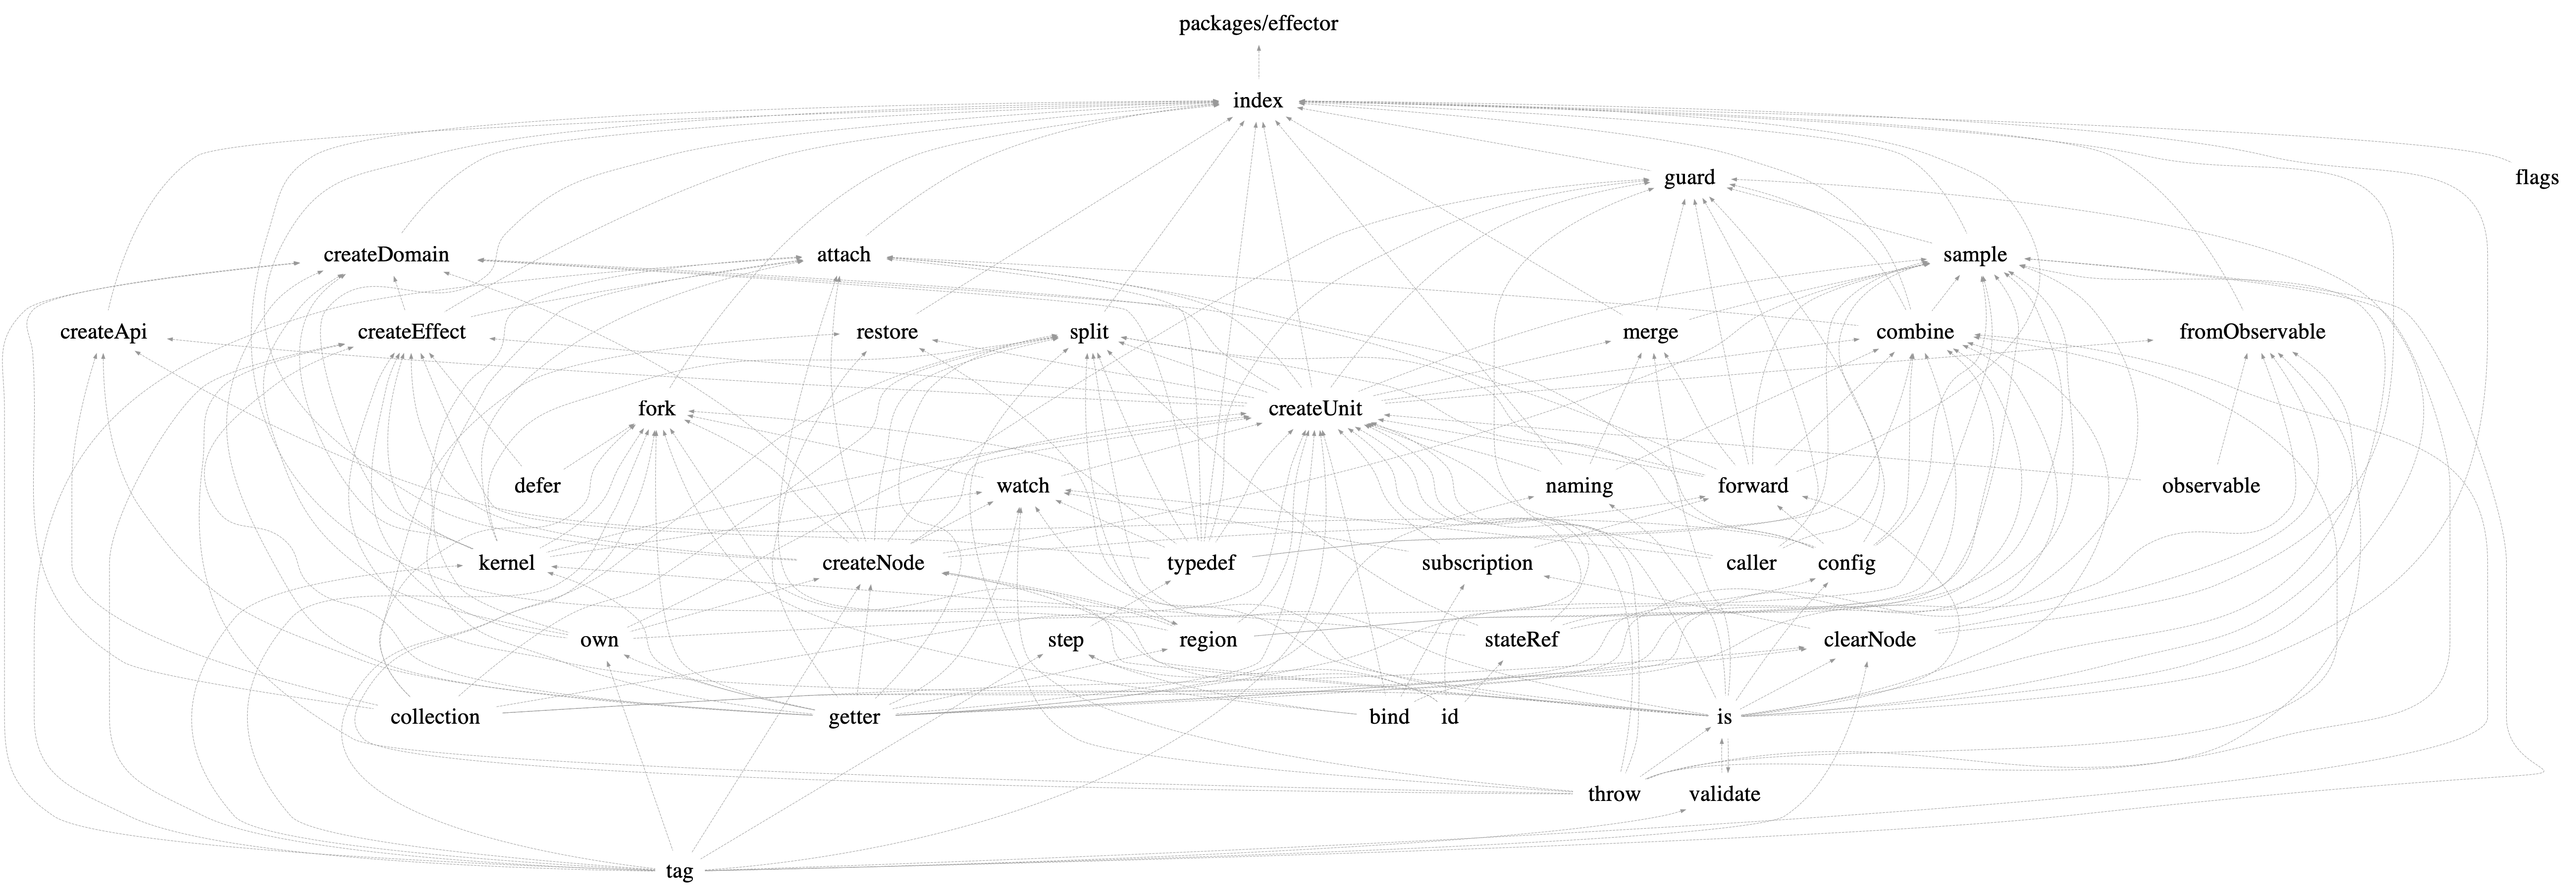 packages/effector
index
guard
flags
createDomain
attach
sample
createApi
createEffect
restore
split
merge
combine
fromObservable
fork
createUnit
defer
watch
naming
forward
observable
kernel
createNode
typedef
subscription
caller
config
own
step
region
stateRef
clearNode
collection
getter
bind
id
is
throw
validate
tag